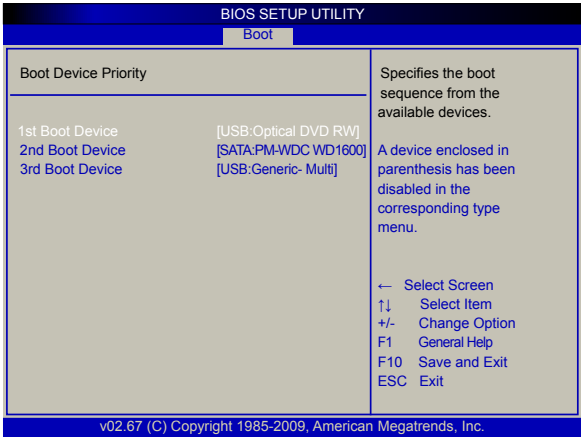 BIOS SETUP UTILITY
Boot
Boot Device Priority
1st Boot Device [USB:Optical DVD RW]
2nd Boot Device [SATA:PM-WDC WD1600]
3rd Boot Device [USB:Generic- Multi]
Specifies the boot
sequence from the
available devices.
A device enclosed in
parenthesis has been
disabled in the
corresponding type
menu.
← Select Screen
↑↓ Select Item
+/- Change Option
F1 General Help
F10 Save and Exit
ESC Exit
v02.67 (C) Copyright 1985-2009, American Megatrends, Inc.